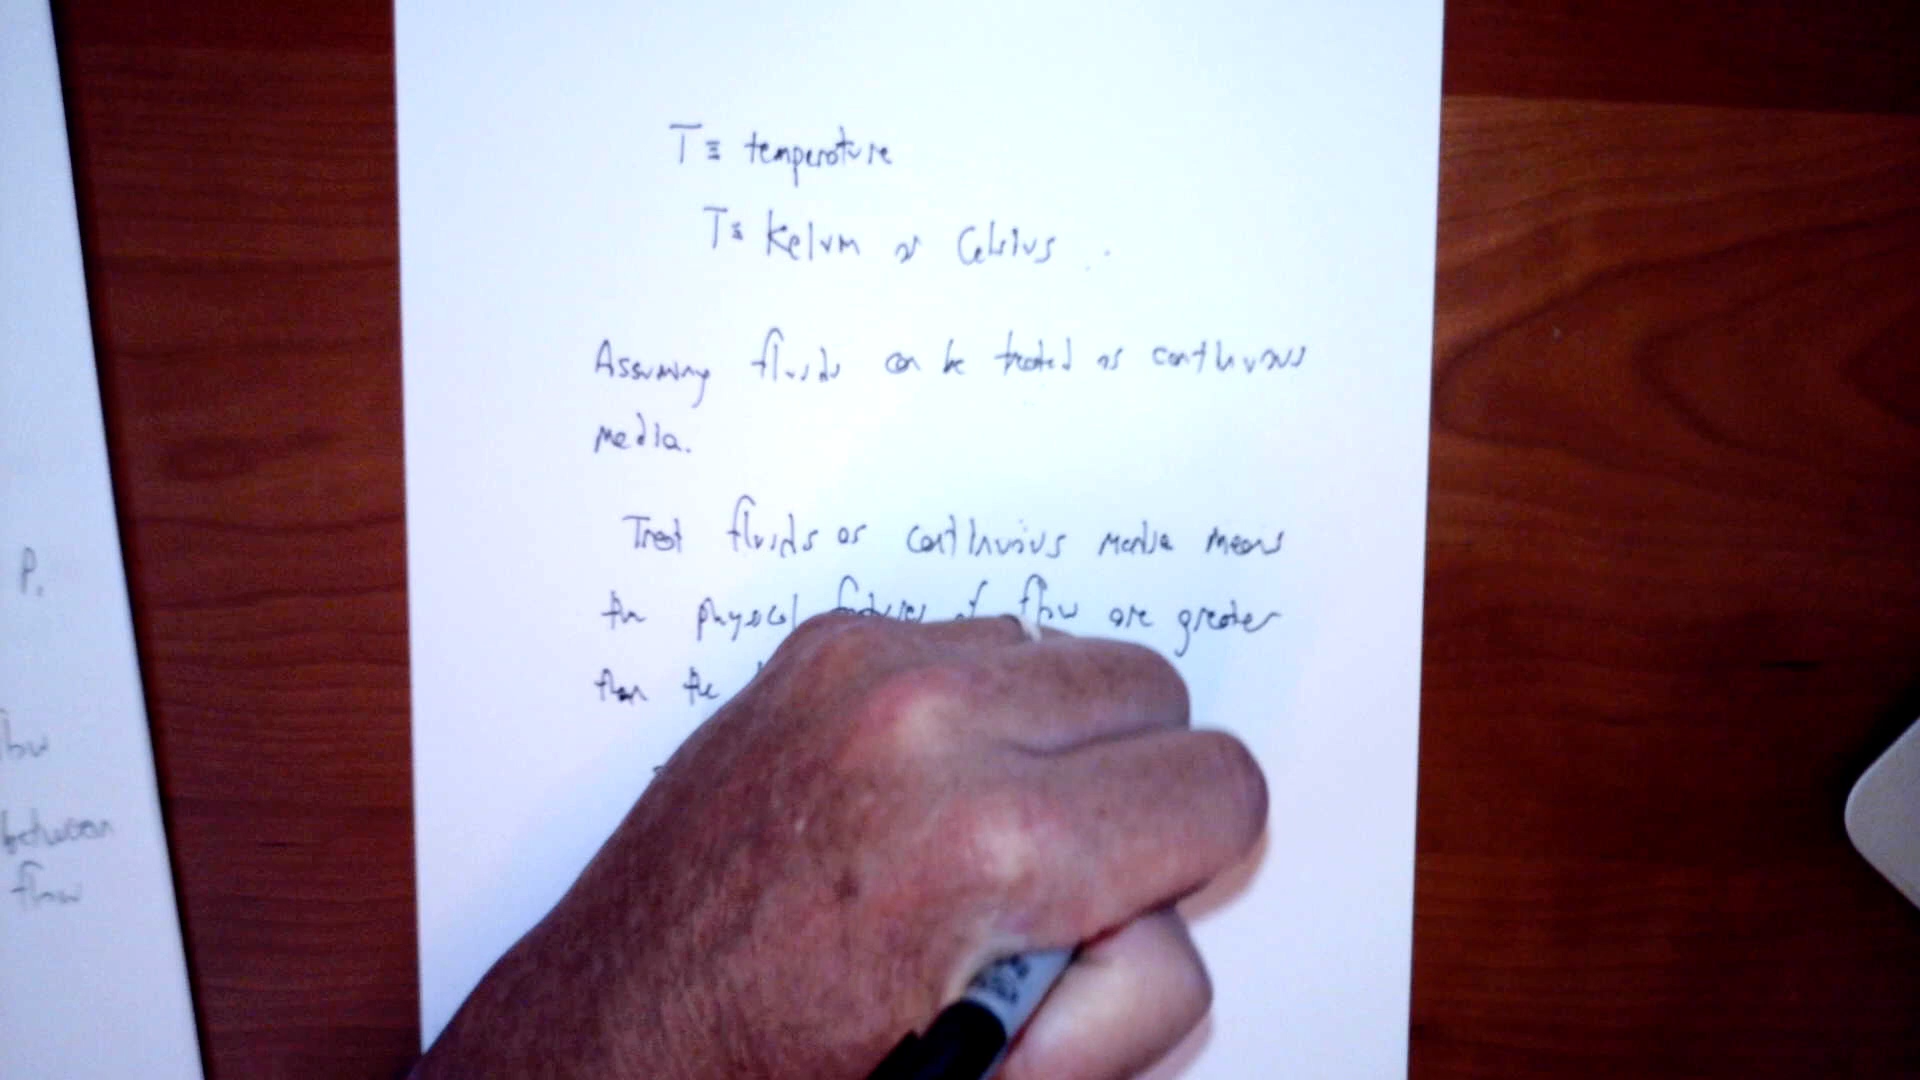 T ≡ temperature
T ≡ Kelvin or Celsius
Assuming fluids can be treated as continuous
media.
Treat fluids as continuous media means
the physical features of flow are greater
than the
P.
flow
between
flow